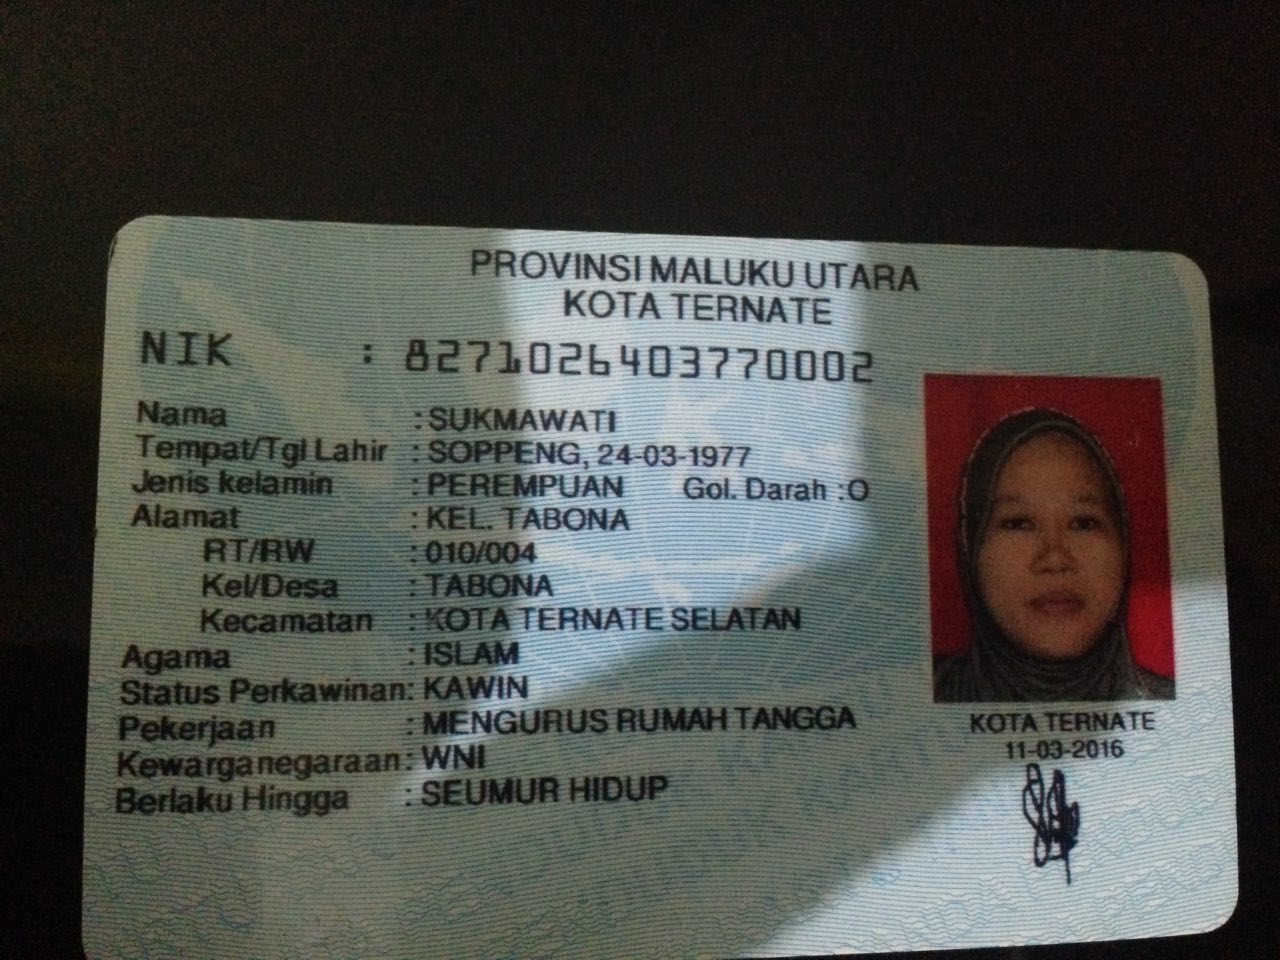 PROVINSI MALUKU UTARA
KOTA TERNATE
NIK : 8271026403770002
Nama : SUKMAWATI
Tempat/Tgl Lahir : SOPPENG, 24-03-1977
Jenis kelamin : PEREMPUAN Gol. Darah : O
Alamat : KEL. TABONA
RT/RW : 010/004
Kel/Desa : TABONA
Kecamatan : KOTA TERNATE SELATAN
Agama : ISLAM
Status Perkawinan: KAWIN
Pekerjaan : MENGURUS RUMAH TANGGA
Kewarganegaraan: WNI
Berlaku Hingga : SEUMUR HIDUP
KOTA TERNATE
11-03-2016